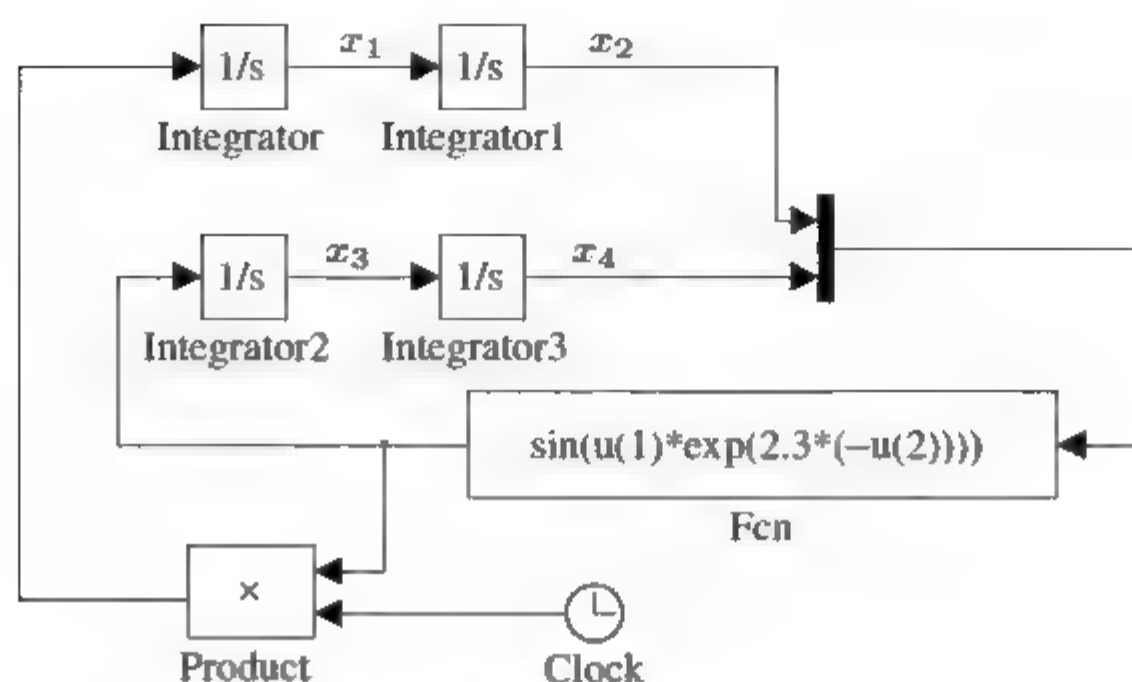 x₁ x₂
1/s 1/s
Integrator Integrator1
x₃ x₄
1/s 1/s
Integrator2 Integrator3
sin(u(1)*exp(2.3*(−u(2))))
Fcn
×
Product Clock